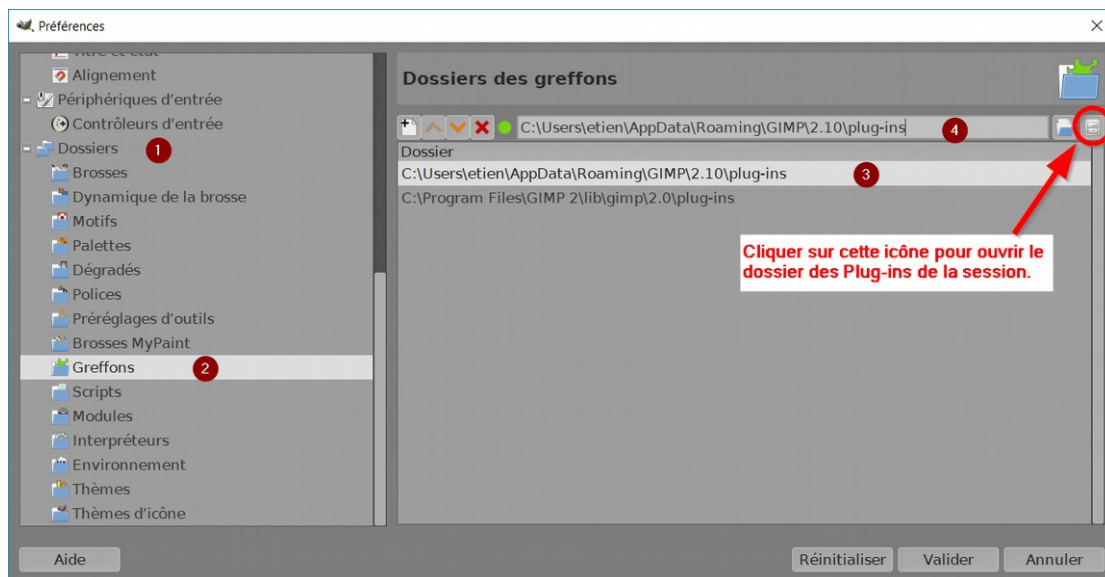 Préférences
Titre et état
Alignement
Périphériques d'entrée
Contrôleurs d'entrée
Dossiers 1
Brosses
Dynamique de la brosse
Motifs
Palettes
Dégradés
Polices
Préréglages d'outils
Brosses MyPaint
Greffons 2
Scripts
Modules
Interpréteurs
Environnement
Thèmes
Thèmes d'icône
Dossiers des greffons
C:\Users\etien\AppData\Roaming\GIMP\2.10\plug-ins 4
Dossier
C:\Users\etien\AppData\Roaming\GIMP\2.10\plug-ins 3
C:\Program Files\GIMP 2\lib\gimp\2.0\plug-ins
Cliquer sur cette icône pour ouvrir le
dossier des Plug-ins de la session.
Aide
Réinitialiser
Valider
Annuler